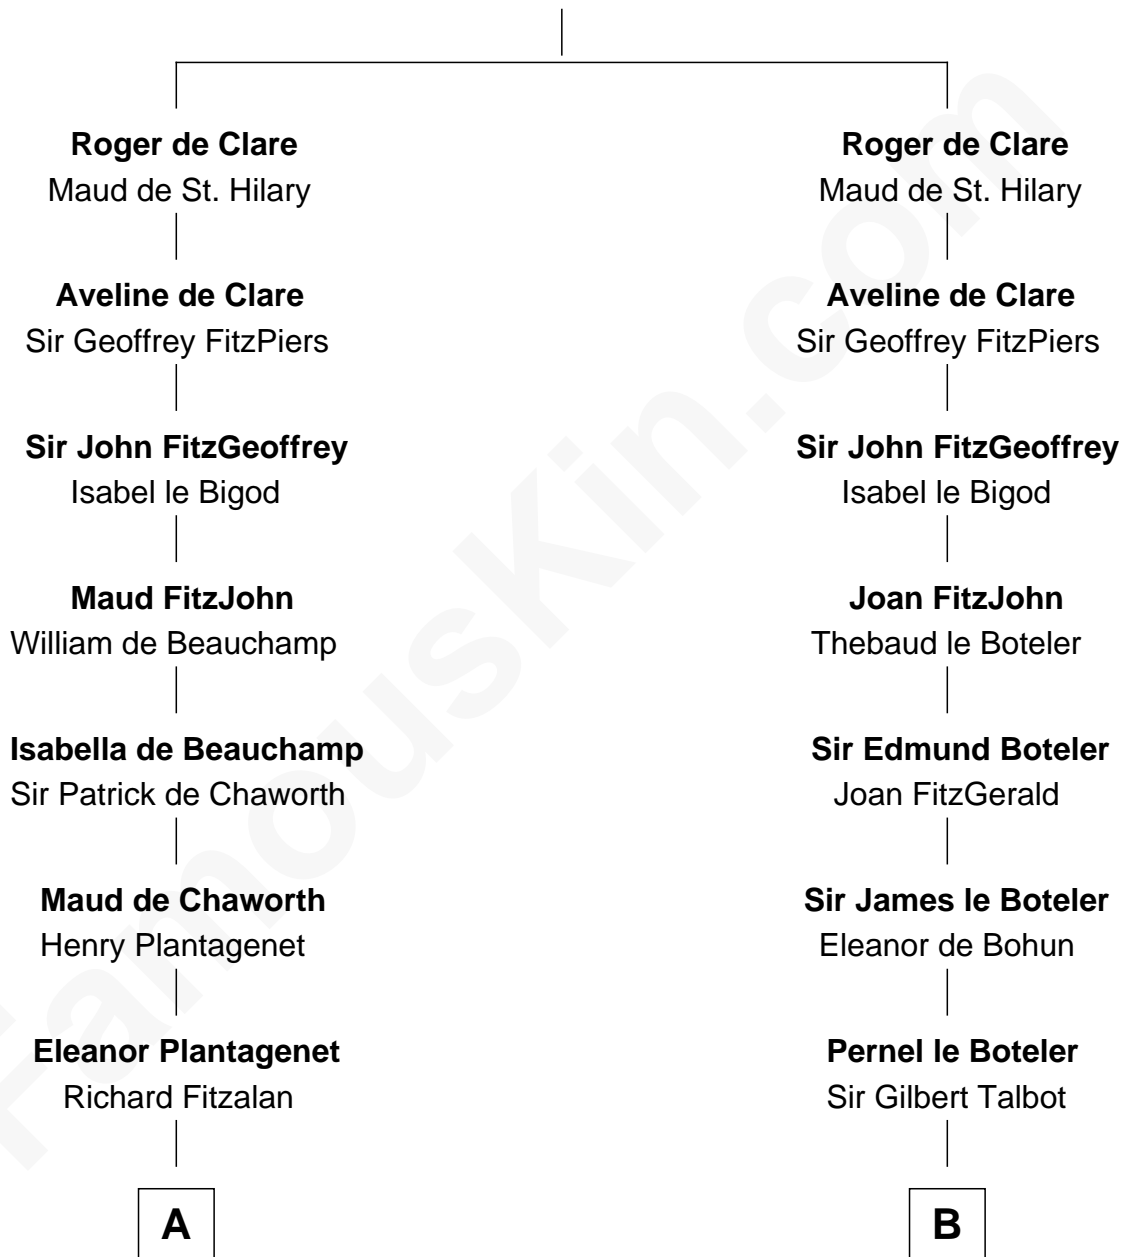 Roger de Clare
Maud de St. Hilary
Aveline de Clare
Sir Geoffrey FitzPiers
Sir John FitzGeoffrey
Isabel le Bigod
Maud FitzJohn
William de Beauchamp
Isabella de Beauchamp
Sir Patrick de Chaworth
Maud de Chaworth
Henry Plantagenet
Eleanor Plantagenet
Richard Fitzalan
A
Roger de Clare
Maud de St. Hilary
Aveline de Clare
Sir Geoffrey FitzPiers
Sir John FitzGeoffrey
Isabel le Bigod
Joan FitzJohn
Thebaud le Boteler
Sir Edmund Boteler
Joan FitzGerald
Sir James le Boteler
Eleanor de Bohun
Pernel le Boteler
Sir Gilbert Talbot
B
FamousKin.com